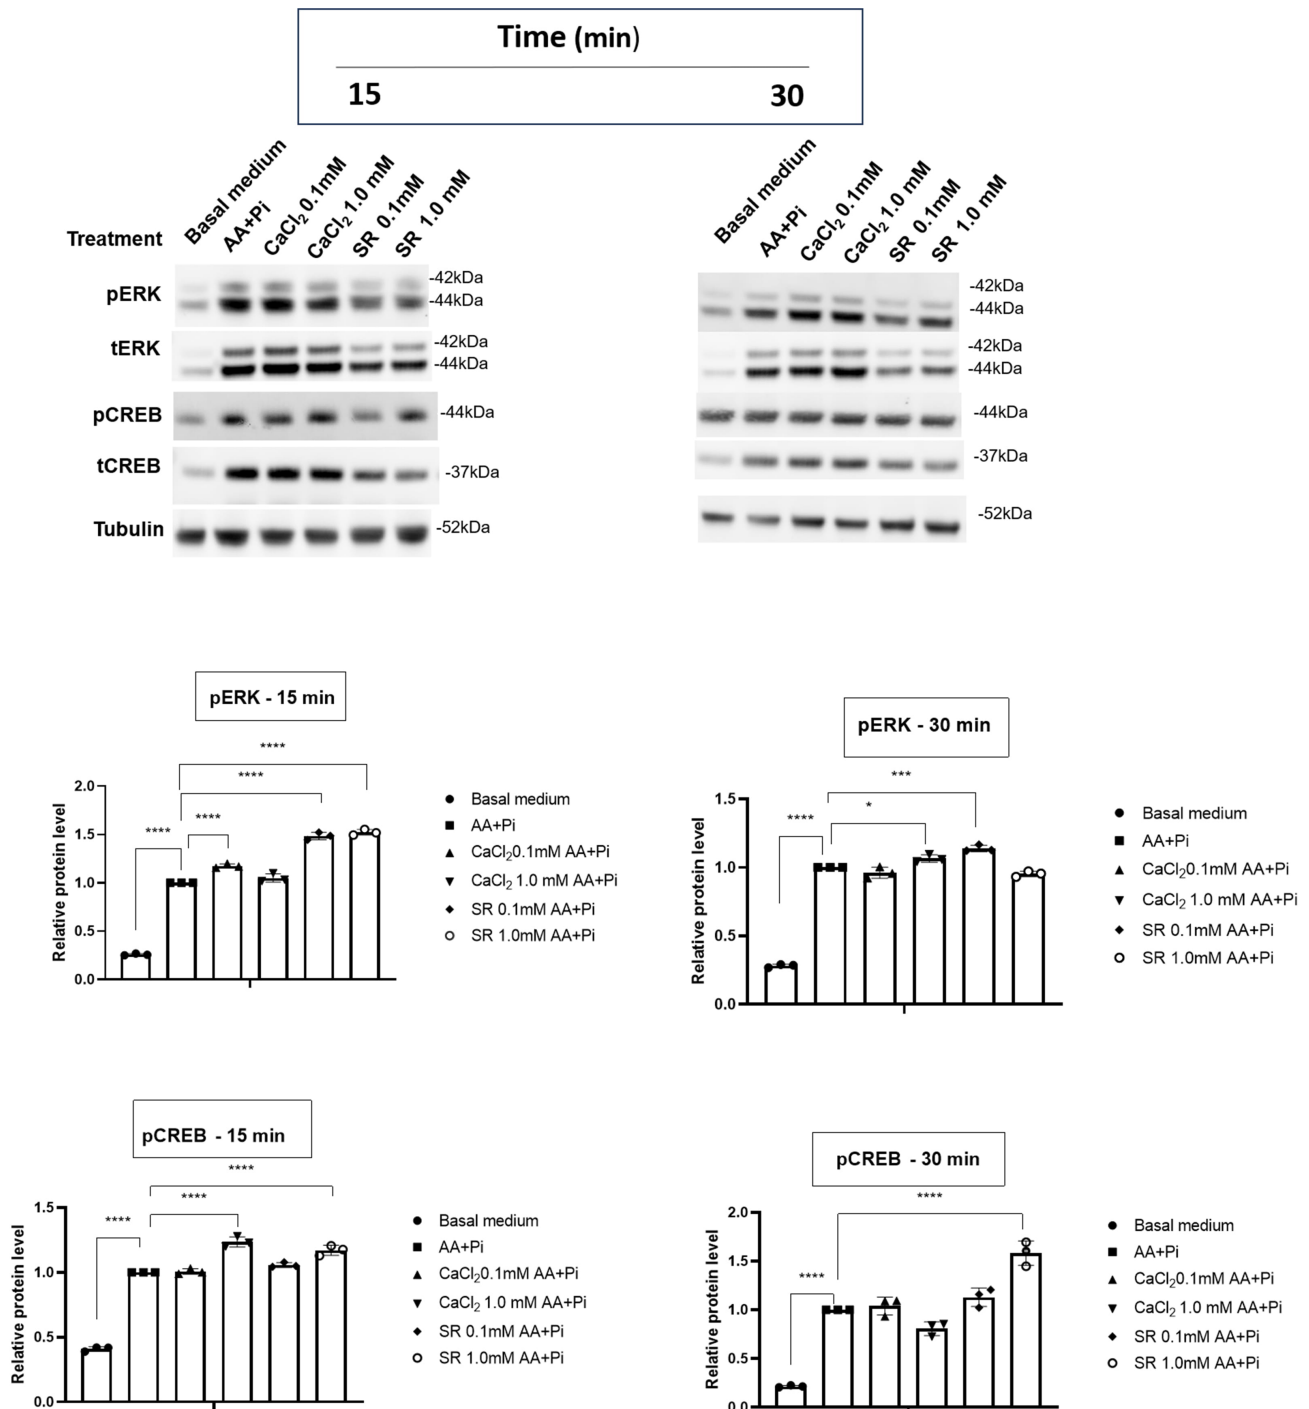 Time (min)
15 30
Treatment
Basal medium
AA+Pi
CaCl2 0.1mM
CaCl2 1.0 mM
SR 0.1mM
SR 1.0 mM
Basal medium
AA+Pi
CaCl2 0.1mM
CaCl2 1.0 mM
SR 0.1mM
SR 1.0 mM
pERK
-42kDa
-44kDa
-42kDa
-44kDa
tERK
-42kDa
-44kDa
-42kDa
-44kDa
pCREB
-44kDa
-44kDa
tCREB
-37kDa
-37kDa
Tubulin
-52kDa
-52kDa
pERK - 15 min
****
****
****
****
Relative protein level
2.0
1.5
1.0
0.5
0.0
Basal medium
AA+Pi
CaCl20.1mM AA+Pi
CaCl2 1.0 mM AA+Pi
SR 0.1mM AA+Pi
SR 1.0mM AA+Pi
pERK - 30 min
***
*
****
Relative protein level
1.5
1.0
0.5
0.0
Basal medium
AA+Pi
CaCl20.1mM AA+Pi
CaCl2 1.0 mM AA+Pi
SR 0.1mM AA+Pi
SR 1.0mM AA+Pi
pCREB - 15 min
****
****
****
Relative protein level
1.5
1.0
0.5
0.0
Basal medium
AA+Pi
CaCl20.1mM AA+Pi
CaCl2 1.0 mM AA+Pi
SR 0.1mM AA+Pi
SR 1.0mM AA+Pi
pCREB - 30 min
****
****
Relative protein level
2.0
1.5
1.0
0.5
0.0
Basal medium
AA+Pi
CaCl20.1mM AA+Pi
CaCl2 1.0 mM AA+Pi
SR 0.1mM AA+Pi
SR 1.0mM AA+Pi